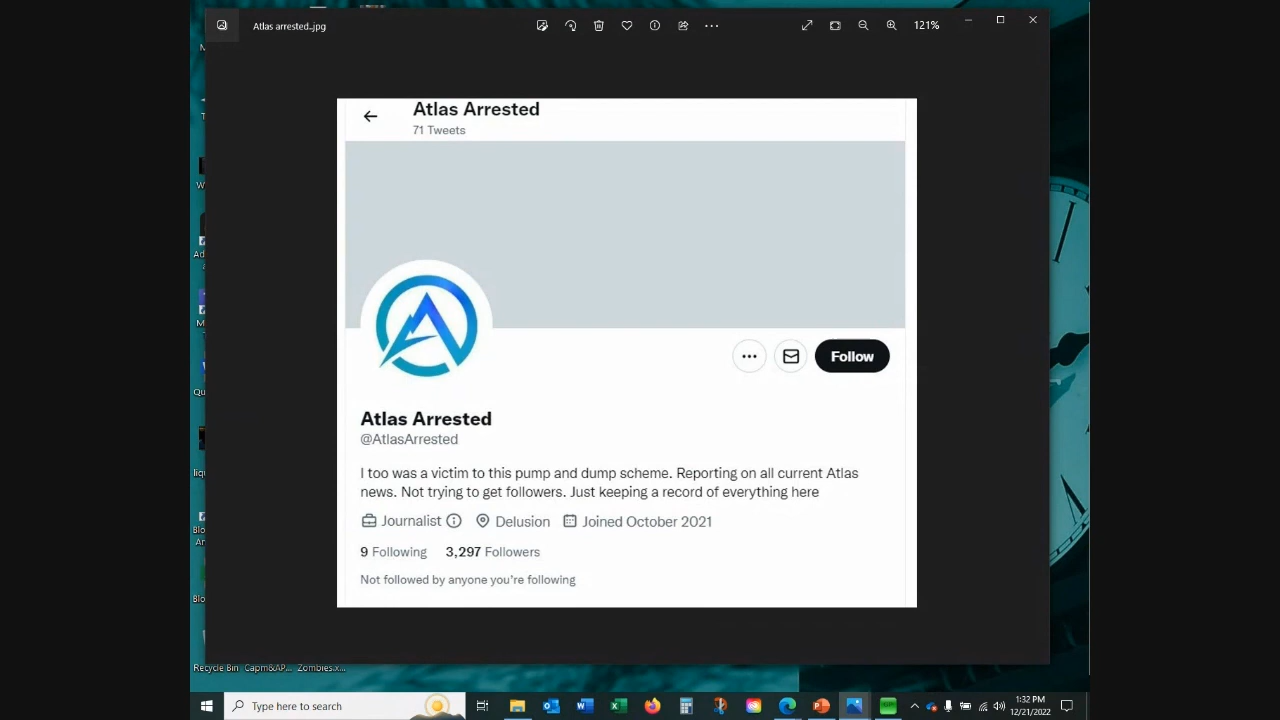 Atlas arrested.jpg
121%
Atlas Arrested
71 Tweets
Follow
Atlas Arrested
@AtlasArrested
I too was a victim to this pump and dump scheme. Reporting on all current Atlas
news. Not trying to get followers. Just keeping a record of everything here
Journalist Delusion Joined October 2021
9 Following 3,297 Followers
Not followed by anyone you're following
Recycle Bin Capm&AP... Zombies.x...
Type here to search
1:32 PM
12/21/2022